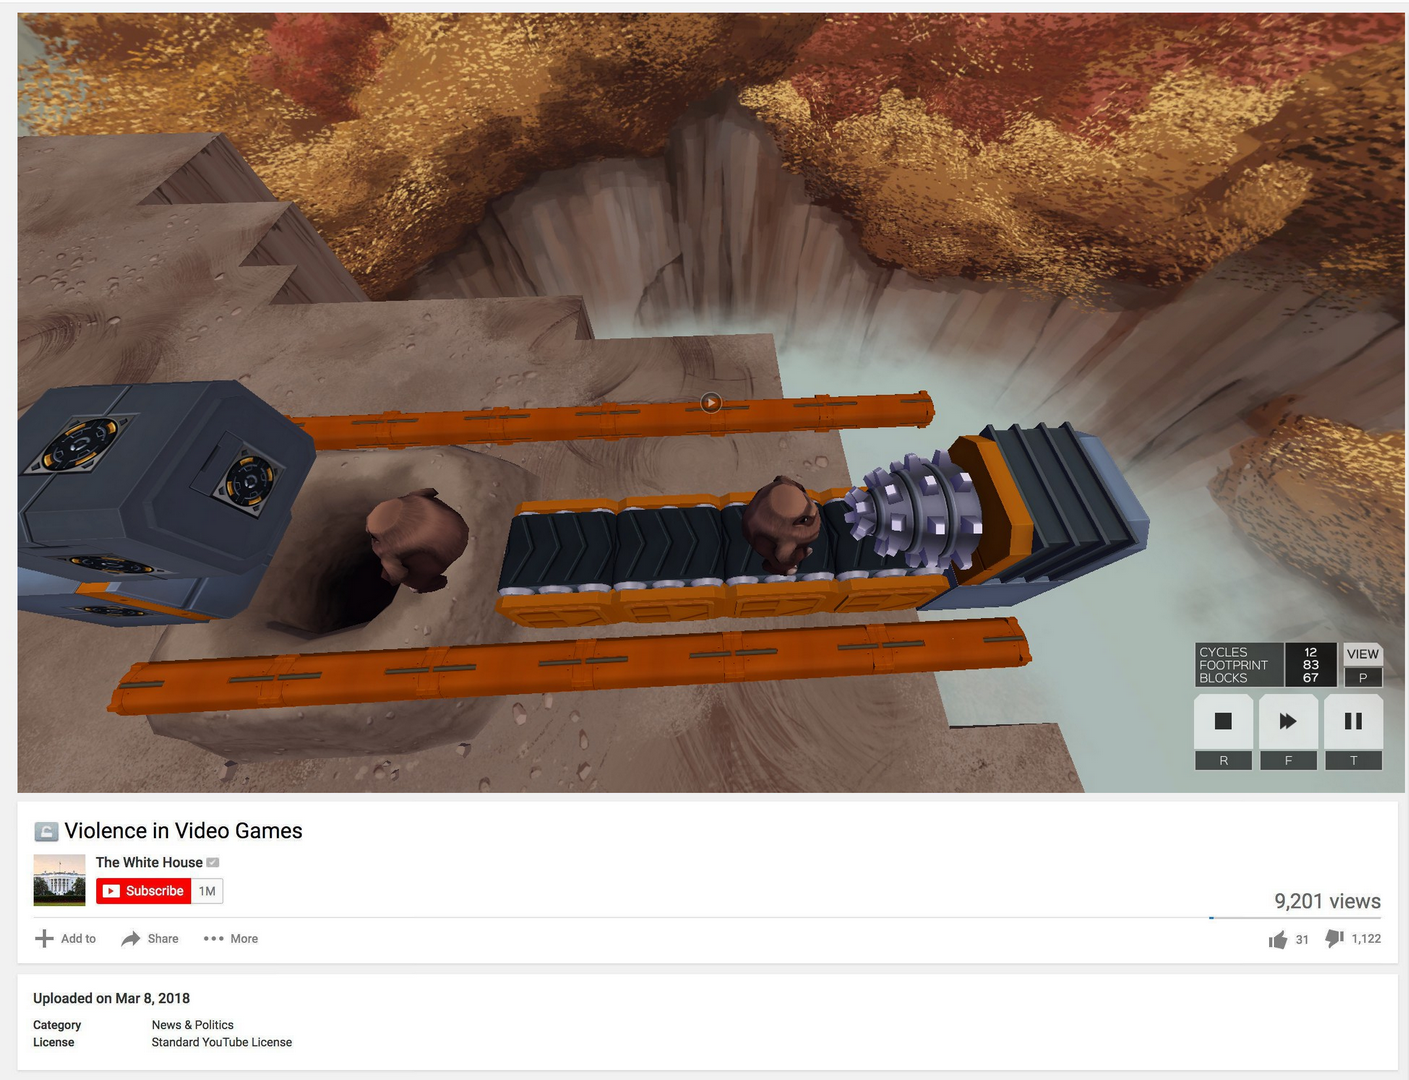 CYCLES 12
FOOTPRINT 83
BLOCKS 67
VIEW
P
R F T
Violence in Video Games
The White House
Subscribe 1M
9,201 views
Add to Share More
31 1,122
Uploaded on Mar 8, 2018
Category News & Politics
License Standard YouTube License